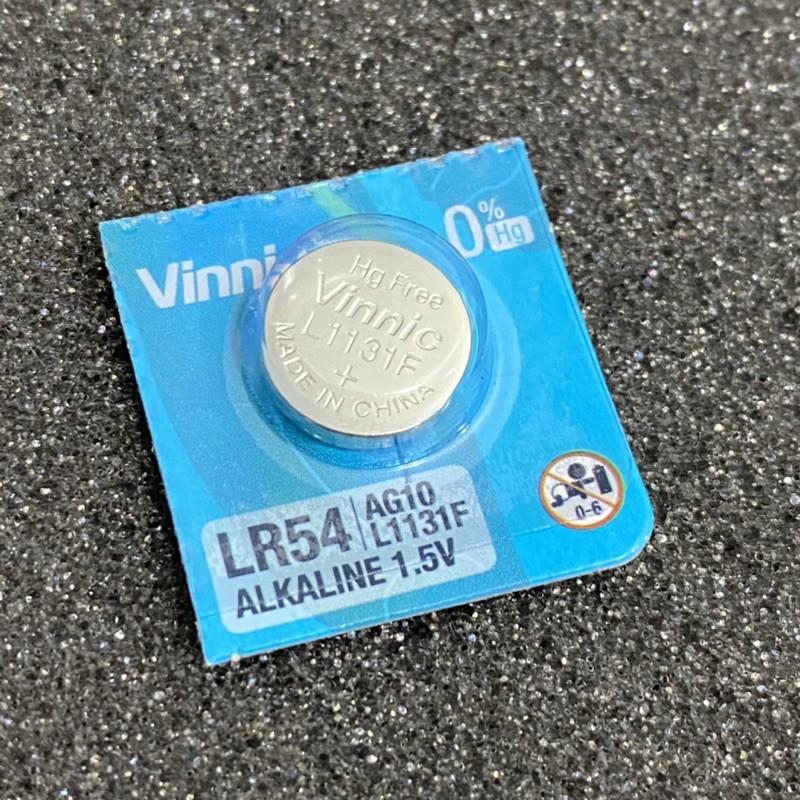 Vinni
0% Hg
Hg Free
Vinnic
L1131F
+
MADE IN CHINA
LR54
AG10
L1131F
ALKALINE 1.5V
0-6